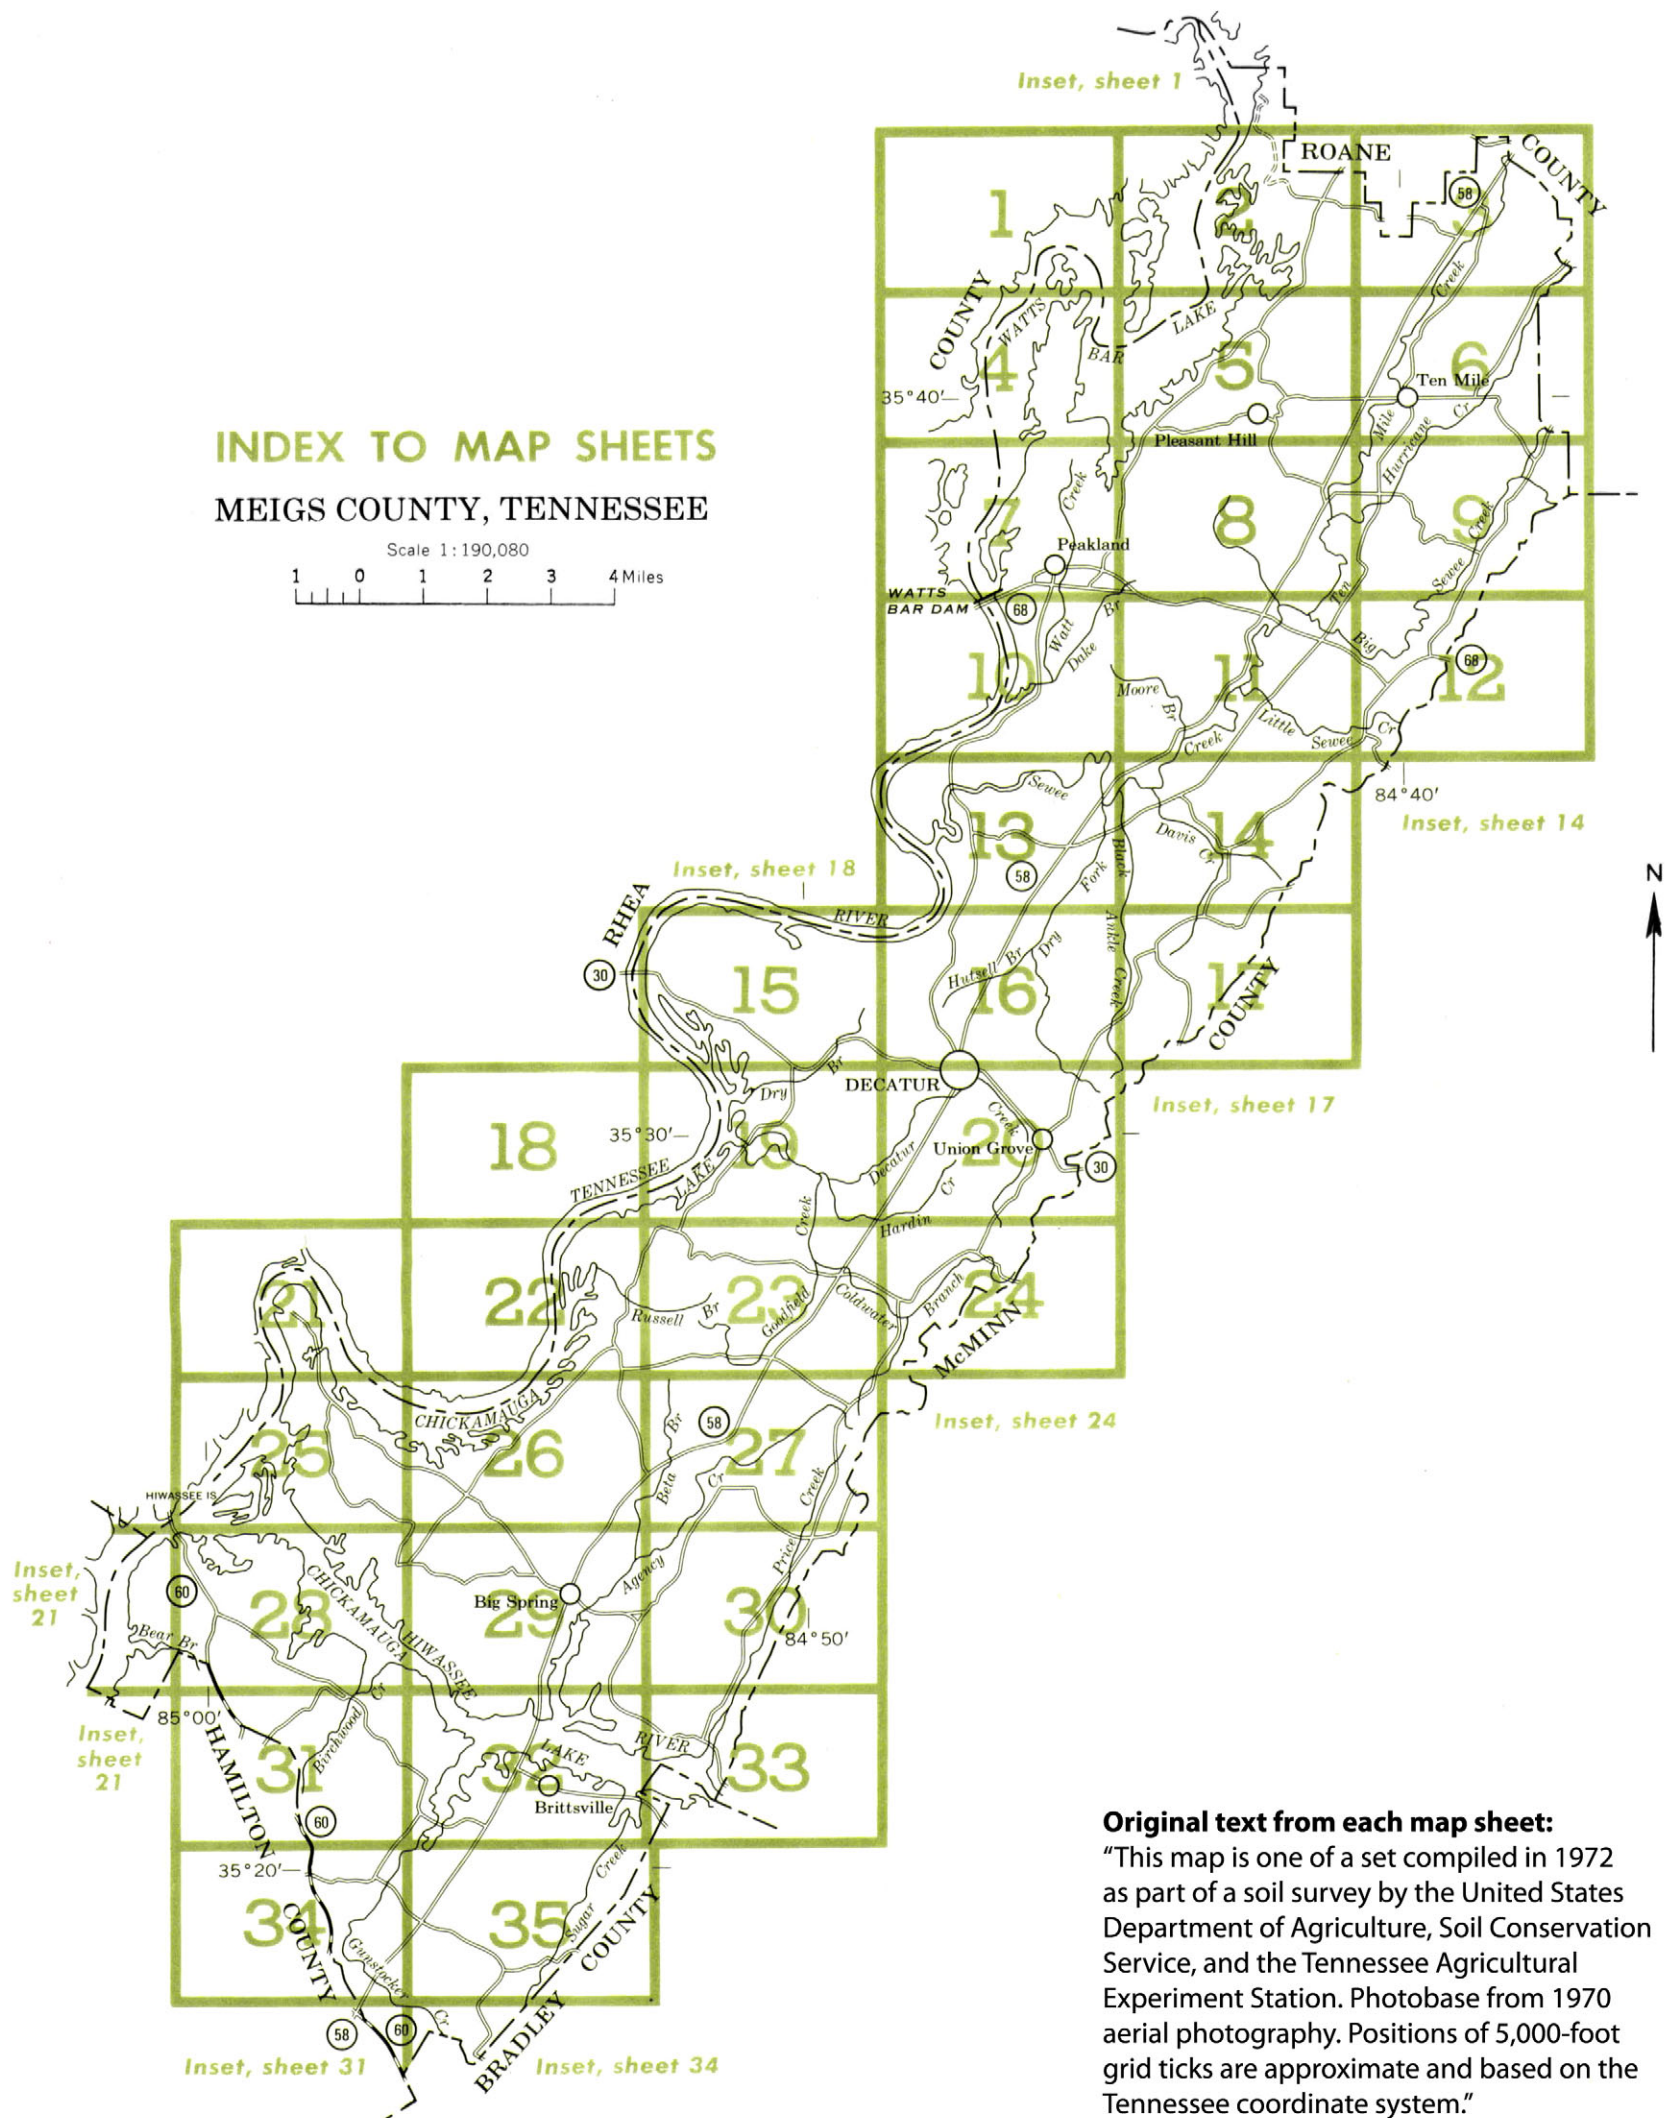 Inset, sheet 1
ROANE
COUNTY
1
2
58
3
Creek
COUNTY
WATTS
BAR
LAKE
4
5
6
35°40'
Ten Mile
Pleasant Hill
Mile
Hurricane
Cr
INDEX TO MAP SHEETS
MEIGS COUNTY, TENNESSEE
Scale 1:190,080
1 0 1 2 3 4 Miles
Creek
7
8
9
Peakland
Sewee Creek
WATTS
BAR DAM
68
Watt
Dake
Br
Ten
Big
68
10
11
12
Moore
Br
Creek
Little
Sewee
Cr
84°40'
Inset, sheet 14
Sewee
13
14
58
Fork
Black
Davis
Cr
Inset, sheet 18
N
RHEA
RIVER
30
15
16
17
Hutsell Br
Dry
Ankle
Creek
COUNTY
DECATUR
Dry
Br
Inset, sheet 17
18
35°30'
19
20
Creek
Union Grove
30
TENNESSEE
LAKE
Decatur
Cr
Creek
Hardin
21
22
23
24
Russell
Br
Goodfield
Coldwater
Branch
McMINN
CHICKAMAUGA
Inset, sheet 24
58
25
26
27
Beta
Br
Cr
Creek
HIWASSEE IS.
Inset,
sheet
21
60
28
29
30
CHICKAMAUGA
HIWASSEE
Big Spring
Agency
Price
84°50'
Bear Br
85°00'
Inset,
sheet
21
HAMILTON
Birchwood
Cr
31
32
33
LAKE
RIVER
Brittsville
60
35°20'
34
35
COUNTY
Gunstocker
Cr
Sugar
Creek
COUNTY
BRADLEY
58
60
Inset, sheet 31
Inset, sheet 34
Original text from each map sheet:
“This map is one of a set compiled in 1972
as part of a soil survey by the United States
Department of Agriculture, Soil Conservation
Service, and the Tennessee Agricultural
Experiment Station. Photobase from 1970
aerial photography. Positions of 5,000-foot
grid ticks are approximate and based on the
Tennessee coordinate system.”